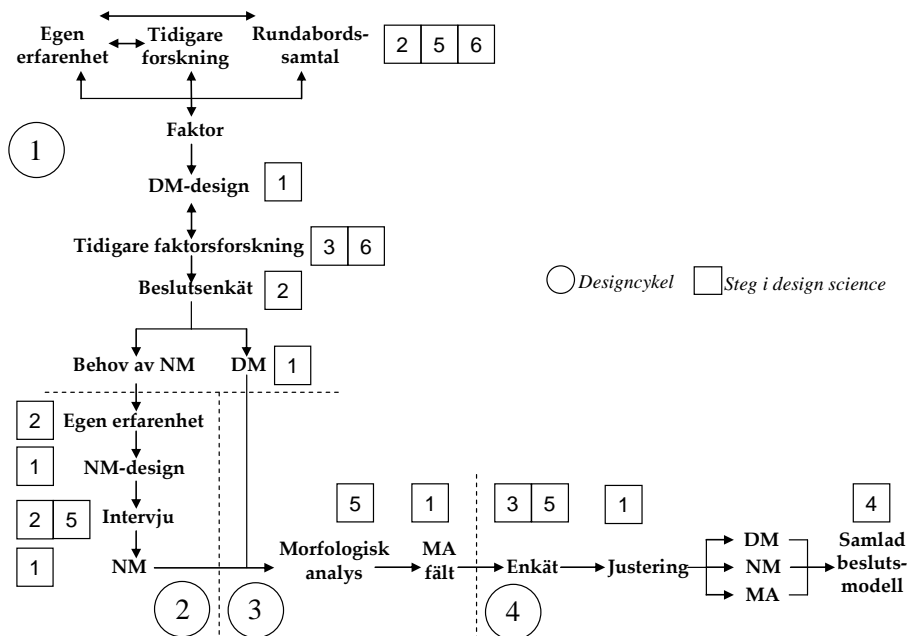 Egen erfarenhet
Tidigare forskning
Rundabords-
samtal
2 5 6
1
Faktor
DM-design
1
Tidigare faktorsforskning
3 6
Beslutsenkät
2
Designcykel
Steg i design science
Behov av NM
DM
1
2
Egen erfarenhet
1
NM-design
2 5
Intervju
1
NM
2
3
5
Morfologisk
analys
1
MA
fält
3 5
Enkät
4
1
Justering
DM
NM
MA
4
Samlad
besluts-
modell